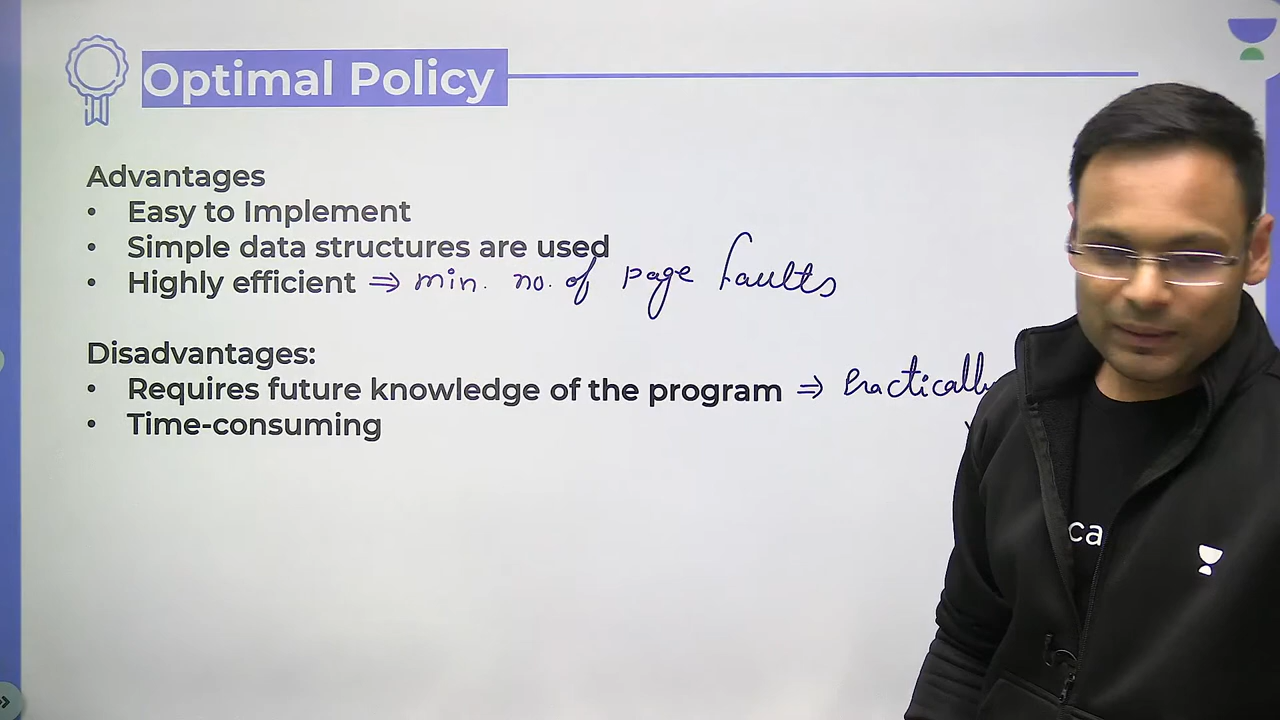 Optimal Policy
Advantages
• Easy to Implement
• Simple data structures are used
• Highly efficient ⇒ min. no. of page faults
Disadvantages:
• Requires future knowledge of the program ⇒ Practically
• Time-consuming
ca
»